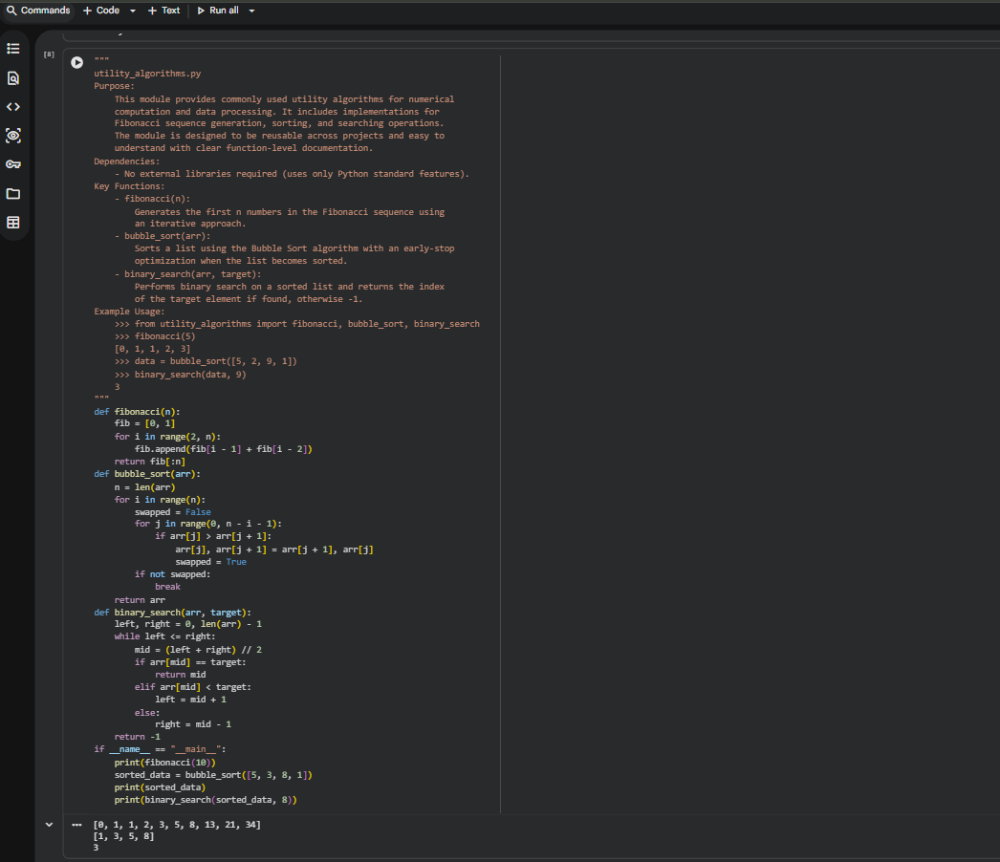 Commands + Code + Text Run all
[8]
"""
utility_algorithms.py
Purpose:
    This module provides commonly used utility algorithms for numerical
    computation and data processing. It includes implementations for
    Fibonacci sequence generation, sorting, and searching operations.
    The module is designed to be reusable across projects and easy to
    understand with clear function-level documentation.
Dependencies:
    - No external libraries required (uses only Python standard features).
Key Functions:
    - fibonacci(n):
        Generates the first n numbers in the Fibonacci sequence using
        an iterative approach.
    - bubble_sort(arr):
        Sorts a list using the Bubble Sort algorithm with an early-stop
        optimization when the list becomes sorted.
    - binary_search(arr, target):
        Performs binary search on a sorted list and returns the index
        of the target element if found, otherwise -1.
Example Usage:
    >>> from utility_algorithms import fibonacci, bubble_sort, binary_search
    >>> fibonacci(5)
    [0, 1, 1, 2, 3]
    >>> data = bubble_sort([5, 2, 9, 1])
    >>> binary_search(data, 9)
    3
"""
def fibonacci(n):
    fib = [0, 1]
    for i in range(2, n):
        fib.append(fib[i - 1] + fib[i - 2])
    return fib[:n]
def bubble_sort(arr):
    n = len(arr)
    for i in range(n):
        swapped = False
        for j in range(0, n - i - 1):
            if arr[j] > arr[j + 1]:
                arr[j], arr[j + 1] = arr[j + 1], arr[j]
                swapped = True
        if not swapped:
            break
    return arr
def binary_search(arr, target):
    left, right = 0, len(arr) - 1
    while left <= right:
        mid = (left + right) // 2
        if arr[mid] == target:
            return mid
        elif arr[mid] < target:
            left = mid + 1
        else:
            right = mid - 1
    return -1
if __name__ == "__main__":
    print(fibonacci(10))
    sorted_data = bubble_sort([5, 3, 8, 1])
    print(sorted_data)
    print(binary_search(sorted_data, 8))
[0, 1, 1, 2, 3, 5, 8, 13, 21, 34]
[1, 3, 5, 8]
3